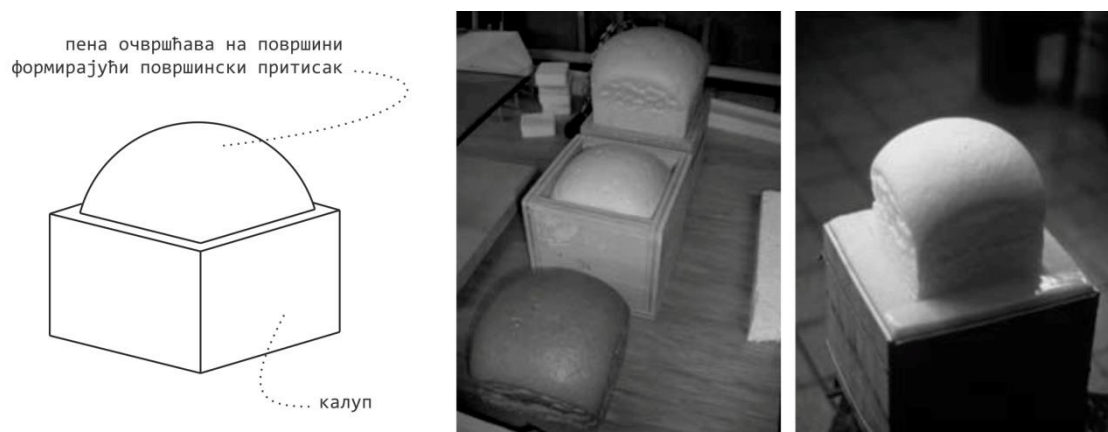 пена очвршћава на површини
формирајући површински притисак
калуп